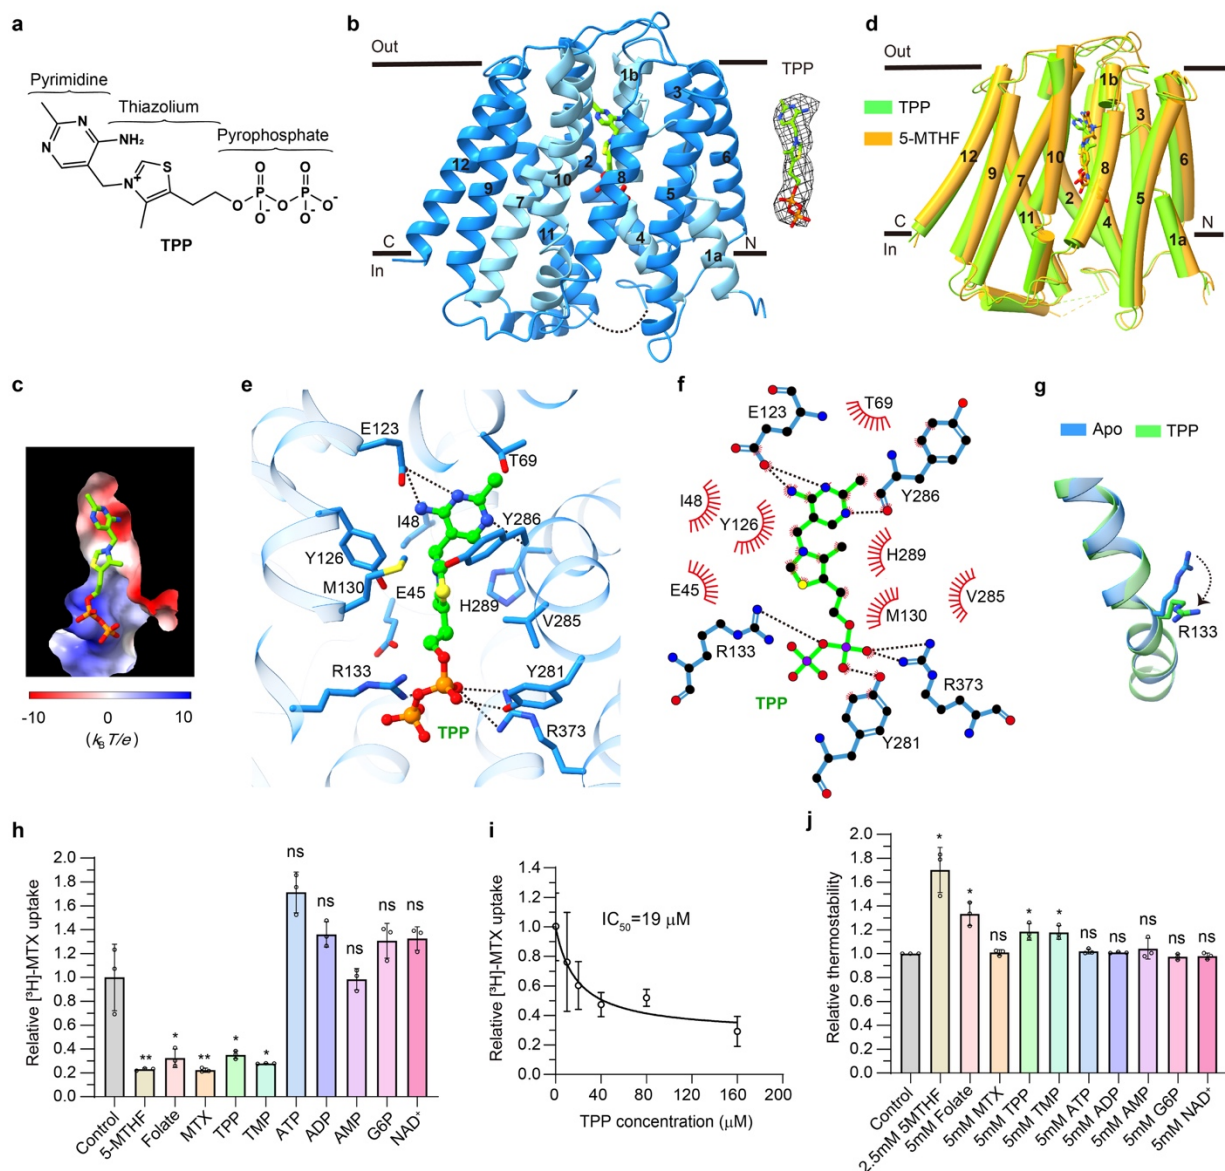 a
Pyrimidine
Thiazolium
Pyrophosphate
N
N
NH₂
S
N⁺
O
O
O
P
O
P
O⁻
O⁻
O⁻
TPP
b
Out
TPP
1b
3
12
9
2
10
8
6
7
5
11
4
1a
C
N
In
d
Out
TPP
5-MTHF
1b
3
12
10
9
8
6
7
2
5
11
4
1a
C
N
In
c
-10 0 10
(kBT/e)
e
E123
T69
I48
Y286
Y126
M130
E45
H289
V285
R133
Y281
TPP
R373
f
E123
T69
I48
Y126
Y286
H289
E45
M130
V285
R133
R373
TPP
Y281
g
Apo TPP
R133
h
Relative [³H]-MTX uptake
2.0
1.8
1.6
1.4
1.2
1.0
0.8
0.6
0.4
0.2
0
** * ** * * ns ns ns ns ns
Control
5-MTHF
Folate
MTX
TPP
TMP
ATP
ADP
AMP
G6P
NAD⁺
i
Relative [³H]-MTX uptake
1.4
1.2
1.0
0.8
0.6
0.4
0.2
0
IC₅₀=19 μM
0 40 80 120 160 200
TPP concentration (μM)
j
Relative thermostability
2.0
1.8
1.6
1.4
1.2
1.0
0.8
0.6
0.4
0.2
0
* * ns * * ns ns ns ns ns
Control
2.5mM 5MTHF
5mM Folate
5mM MTX
5mM TPP
5mM TMP
5mM ATP
5mM ADP
5mM AMP
5mM G6P
5mM NAD⁺